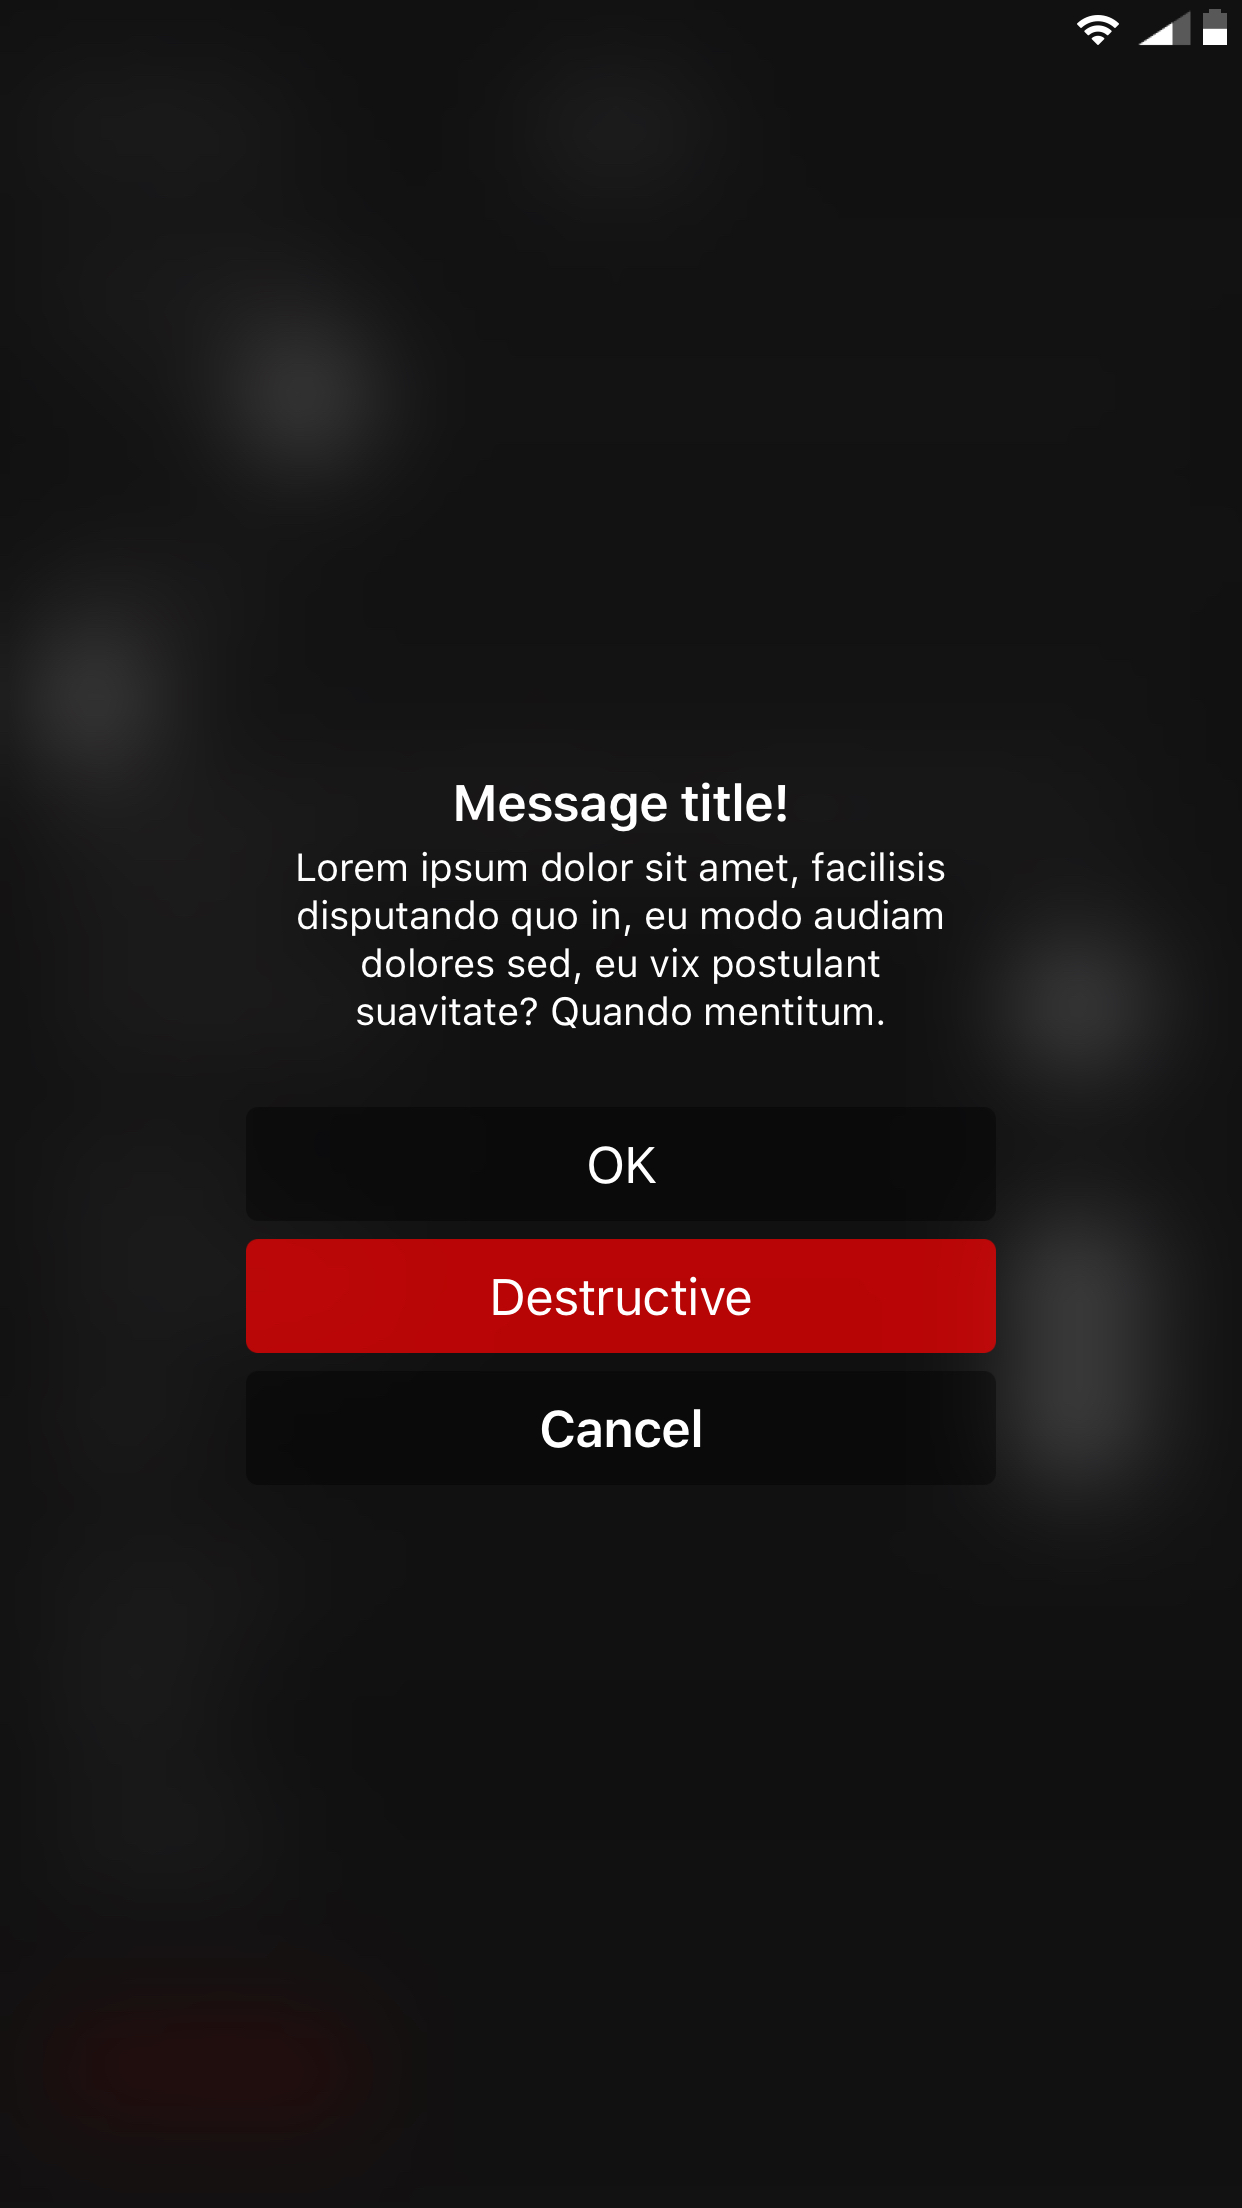 Message title!
Lorem ipsum dolor sit amet, facilisis
disputando quo in, eu modo audiam
dolores sed, eu vix postulant
suavitate? Quando mentitum.
OK
Destructive
Cancel